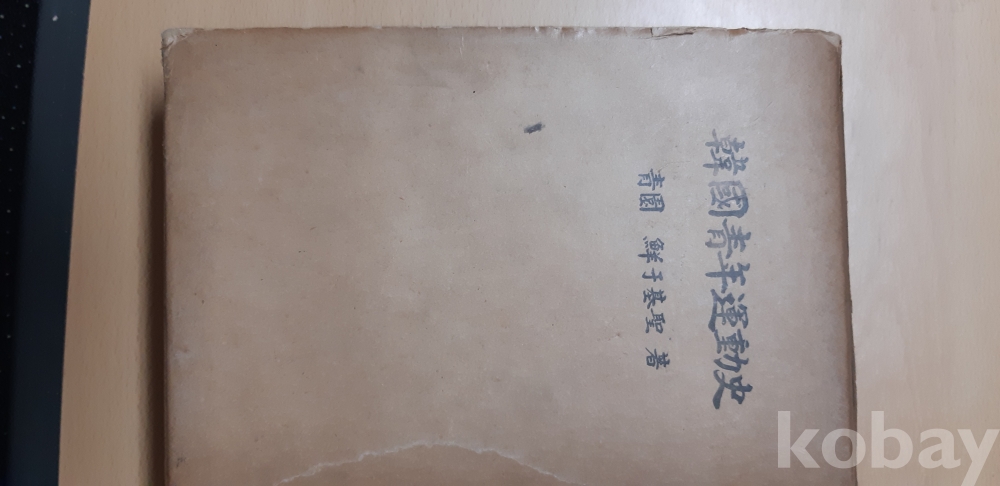 韓國靑年運動史
靑園 鮮于基聖 著
kobay